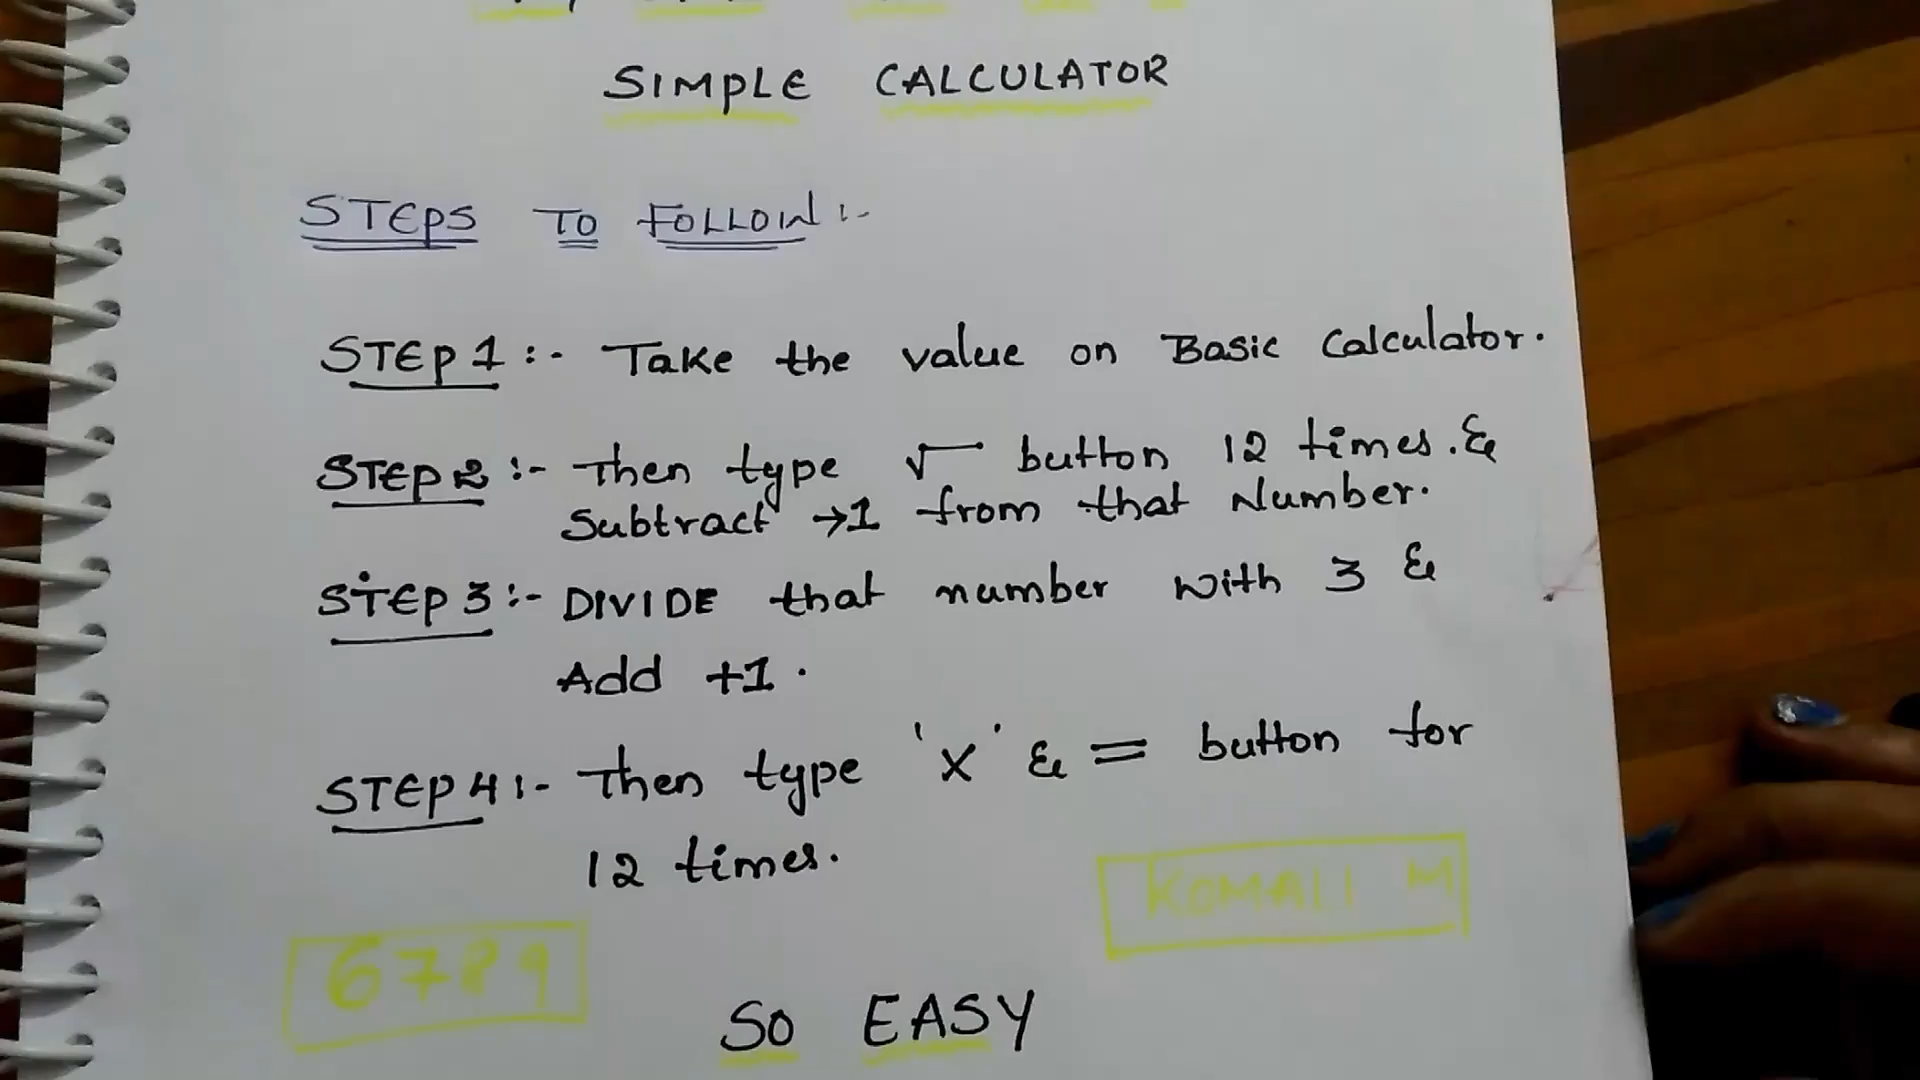 SIMPLE CALCULATOR
STEPS TO FOLLOW :-
STEP 1 :- Take the value on Basic Calculator.
STEP 2 :- Then type √ button 12 times. &
Subtract →1 from that Number.
STEP 3 :- DIVIDE that number with 3 &
Add +1.
STEP 4 :- Then type 'x' & = button for
12 times.
KOMALI M
6789
SO EASY